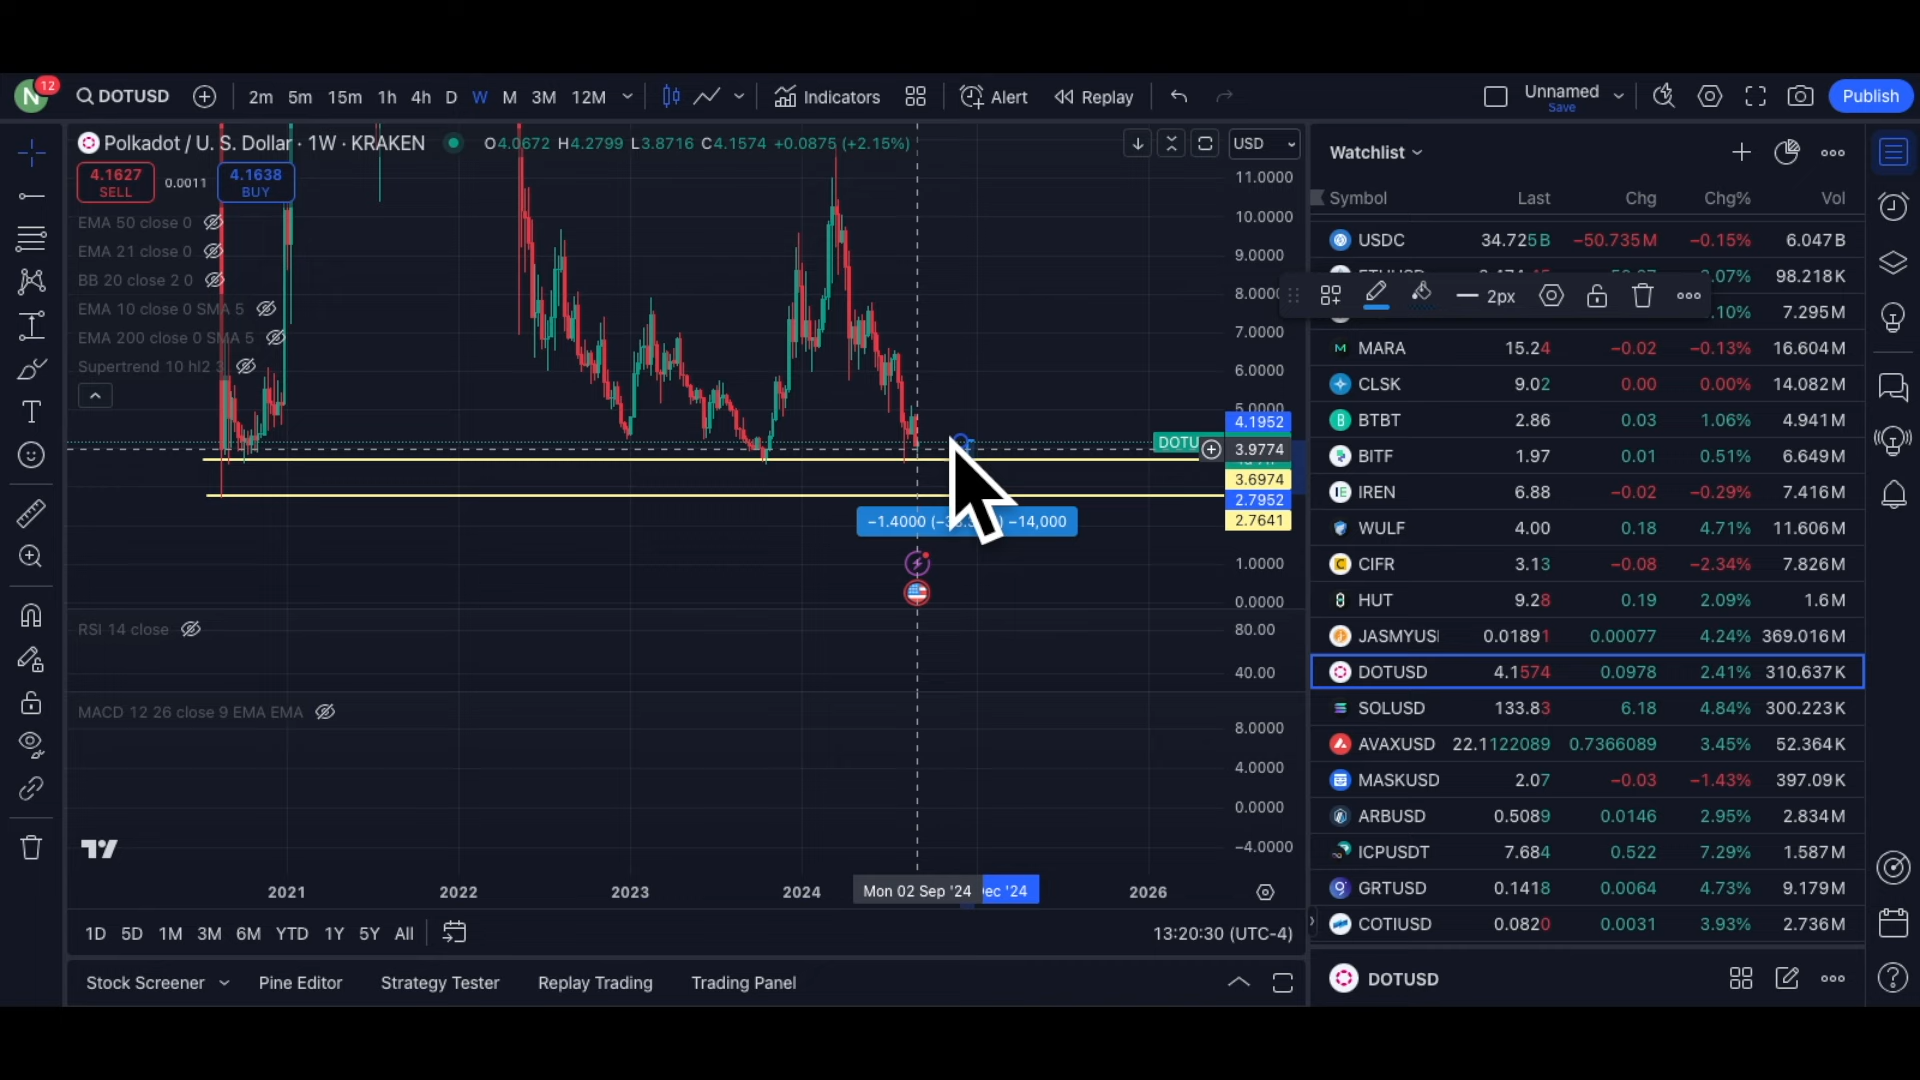 N 12 DOTUSD 2m 5m 15m 1h 4h D W M 3M 12M Indicators Alert Replay Unnamed Save Publish
Polkadot / U. S. Dollar · 1W · KRAKEN O4.0672 H4.2799 L3.8716 C4.1574 +0.0875 (+2.15%) USD
4.1627 SELL 0.0011 4.1638 BUY
EMA 50 close 0
EMA 21 close 0
BB 20 close 2 0
EMA 10 close 0 SMA 5
EMA 200 close 0 SMA 5
Supertrend 10 hl2 3
11.0000
10.0000
9.0000
8.0000
7.0000
6.0000
5.0000
4.1952
DOTU
3.9774
3.6974
2.7952
2.7641
1.0000
0.0000
−14,000
−1.4000
RSI 14 close
80.00
40.00
MACD 12 26 close 9 EMA EMA
8.0000
4.0000
0.0000
−4.0000
2021 2022 2023 2024 Mon 02 Sep '24 '24 2026
1D 5D 1M 3M 6M YTD 1Y 5Y All 13:20:30 (UTC-4)
Stock Screener Pine Editor Strategy Tester Replay Trading Trading Panel
Watchlist
Symbol Last Chg Chg% Vol
USDC 34.725B −50.735M −0.15% 6.047B
98.218K
2px
7.295M
MARA 15.24 −0.02 −0.13% 16.604M
CLSK 9.02 0.00 0.00% 14.082M
BTBT 2.86 0.03 1.06% 4.941M
BITF 1.97 0.01 0.51% 6.649M
IREN 6.88 −0.02 −0.29% 7.416M
WULF 4.00 0.18 4.71% 11.606M
CIFR 3.13 −0.08 −2.34% 7.826M
HUT 9.28 0.19 2.09% 1.6M
JASMYUS 0.01891 0.00077 4.24% 369.016M
DOTUSD 4.1574 0.0978 2.41% 310.637K
SOLUSD 133.83 6.18 4.84% 300.223K
AVAXUSD 22.1122089 0.7366089 3.45% 52.364K
MASKUSD 2.07 −0.03 −1.43% 397.09K
ARBUSD 0.5089 0.0146 2.95% 2.834M
ICPUSDT 7.684 0.522 7.29% 1.587M
GRTUSD 0.1418 0.0064 4.73% 9.179M
COTIUSD 0.0820 0.0031 3.93% 2.736M
DOTUSD